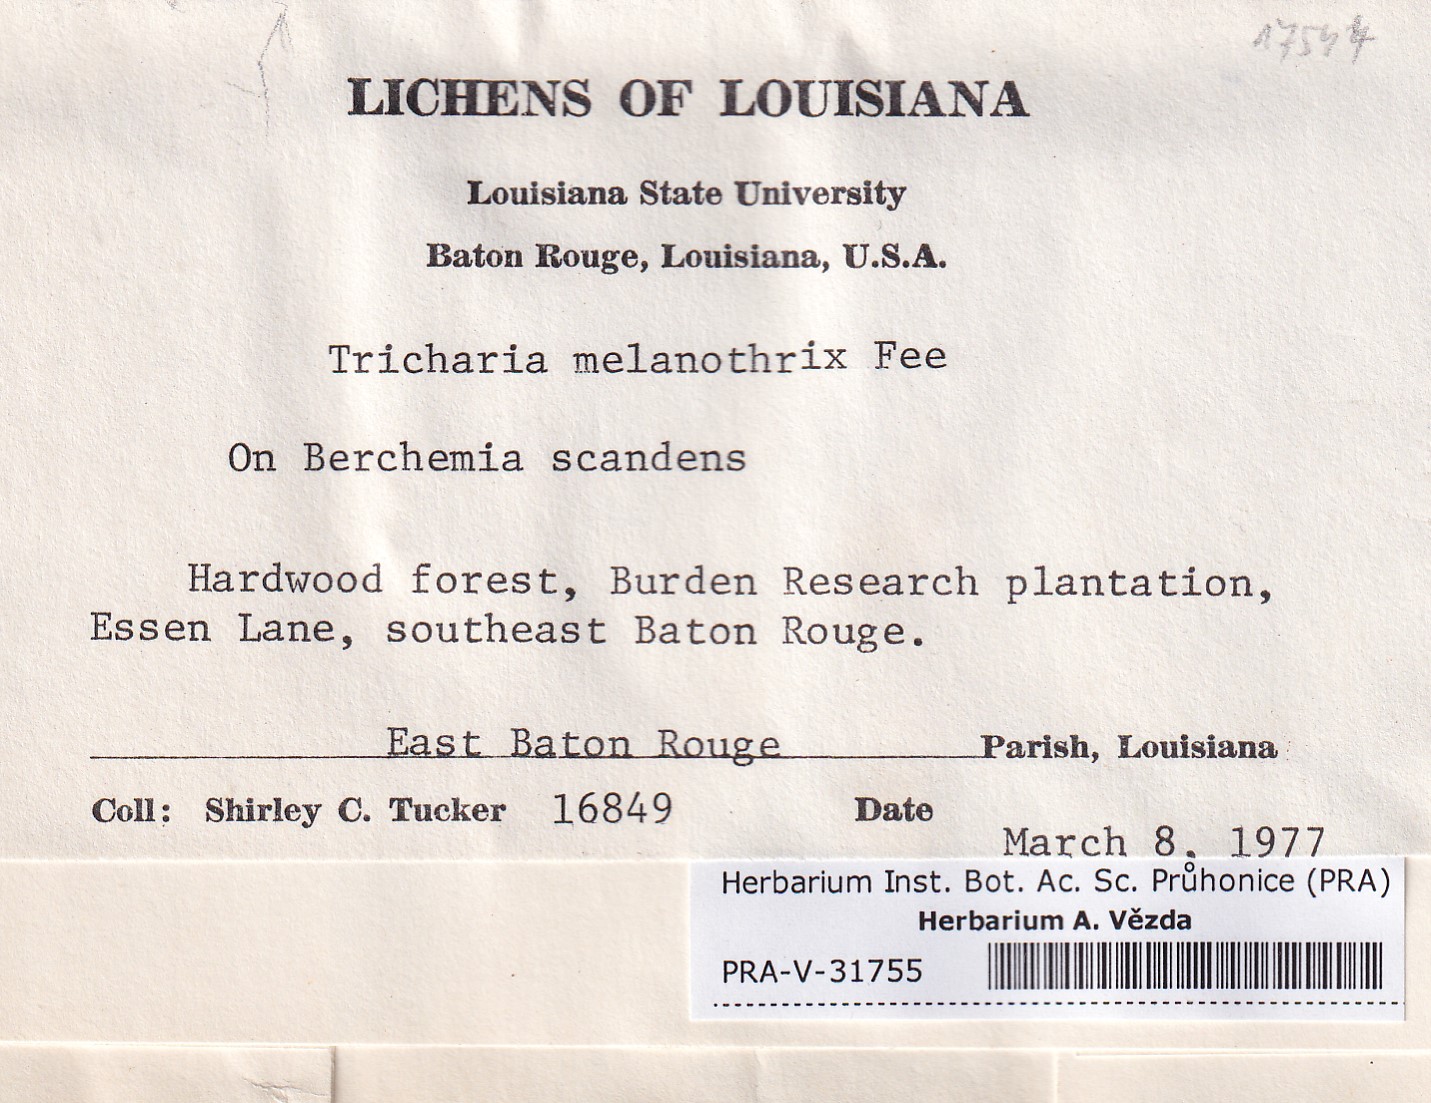 17544
LICHENS OF LOUISIANA
Louisiana State University
Baton Rouge, Louisiana, U.S.A.
Tricharia melanothrix Fee
On Berchemia scandens
Hardwood forest, Burden Research plantation,
Essen Lane, southeast Baton Rouge.
East Baton Rouge Parish, Louisiana
Coll: Shirley C. Tucker 16849 Date
March 8, 1977
Herbarium Inst. Bot. Ac. Sc. Průhonice (PRA)
Herbarium A. Vězda
PRA-V-31755